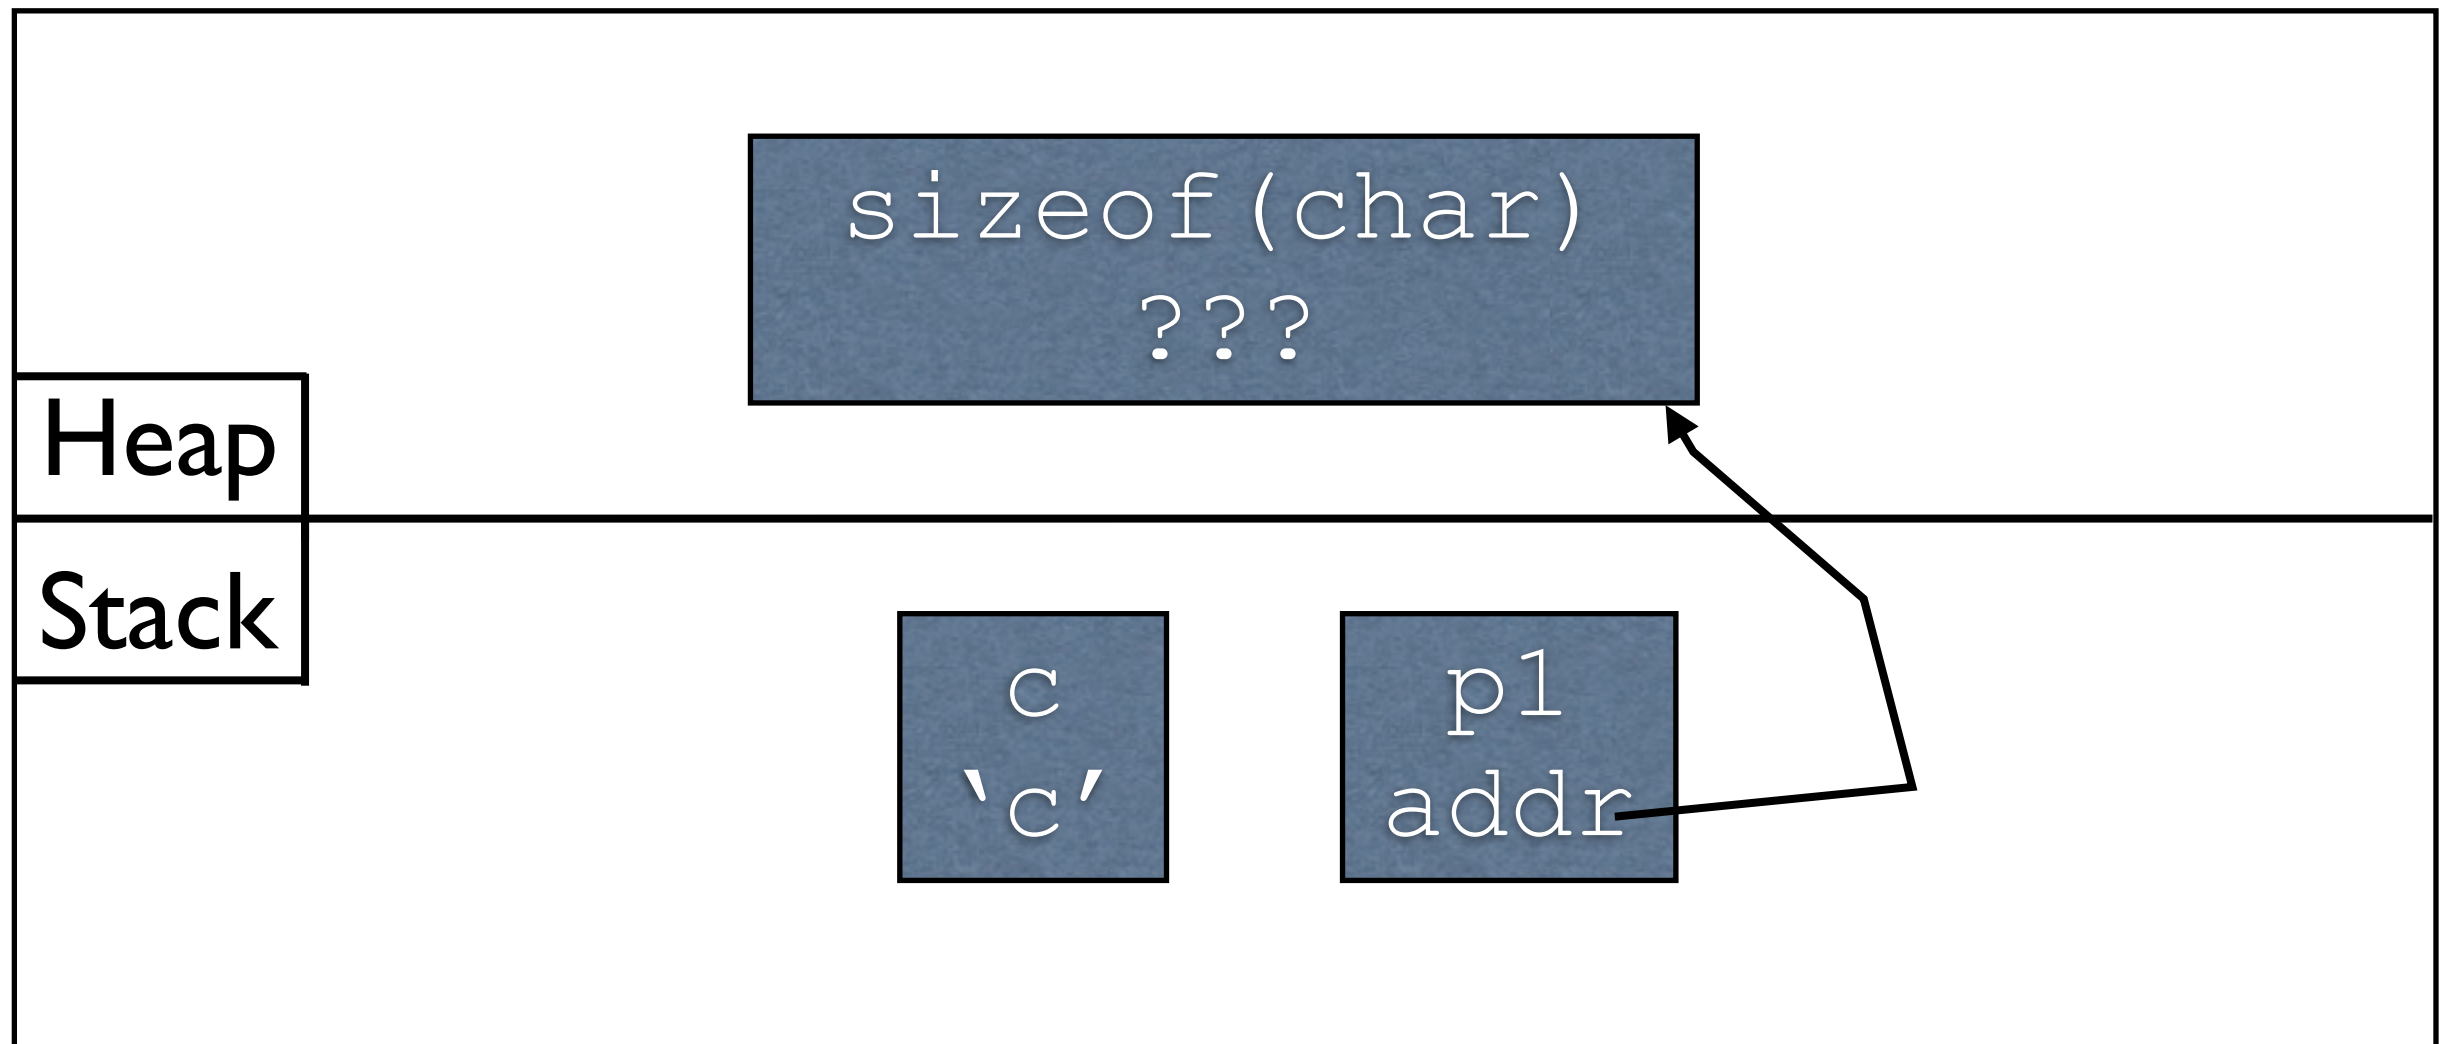 sizeof(char)
???
Heap
Stack
c
‘c’
p1
addr